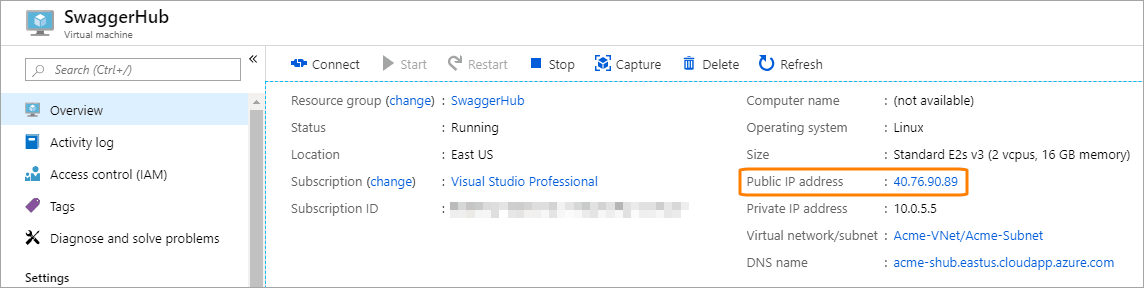 SwaggerHub
Virtual machine
«
Search (Ctrl+/)
Overview
Activity log
Access control (IAM)
Tags
Diagnose and solve problems
Settings
Connect Start Restart Stop Capture Delete Refresh
Resource group (change) : SwaggerHub
Status : Running
Location : East US
Subscription (change) : Visual Studio Professional
Subscription ID :
Computer name : (not available)
Operating system : Linux
Size : Standard E2s v3 (2 vcpus, 16 GB memory)
Public IP address : 40.76.90.89
Private IP address : 10.0.5.5
Virtual network/subnet : Acme-VNet/Acme-Subnet
DNS name : acme-shub.eastus.cloudapp.azure.com